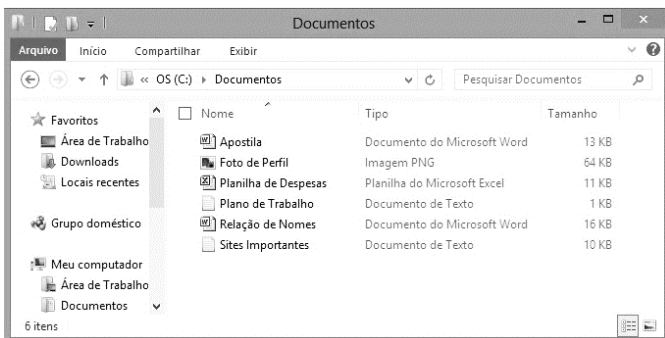 Documentos
Arquivo Início Compartilhar Exibir
« OS (C:) Documentos Pesquisar Documentos
Nome Tipo Tamanho
Favoritos
Área de Trabalho
Downloads
Locais recentes
Grupo doméstico
Meu computador
Área de Trabalho
Documentos
Apostila Documento do Microsoft Word 13 KB
Foto de Perfil Imagem PNG 64 KB
Planilha de Despesas Planilha do Microsoft Excel 11 KB
Plano de Trabalho Documento de Texto 1 KB
Relação de Nomes Documento do Microsoft Word 16 KB
Sites Importantes Documento de Texto 10 KB
6 itens